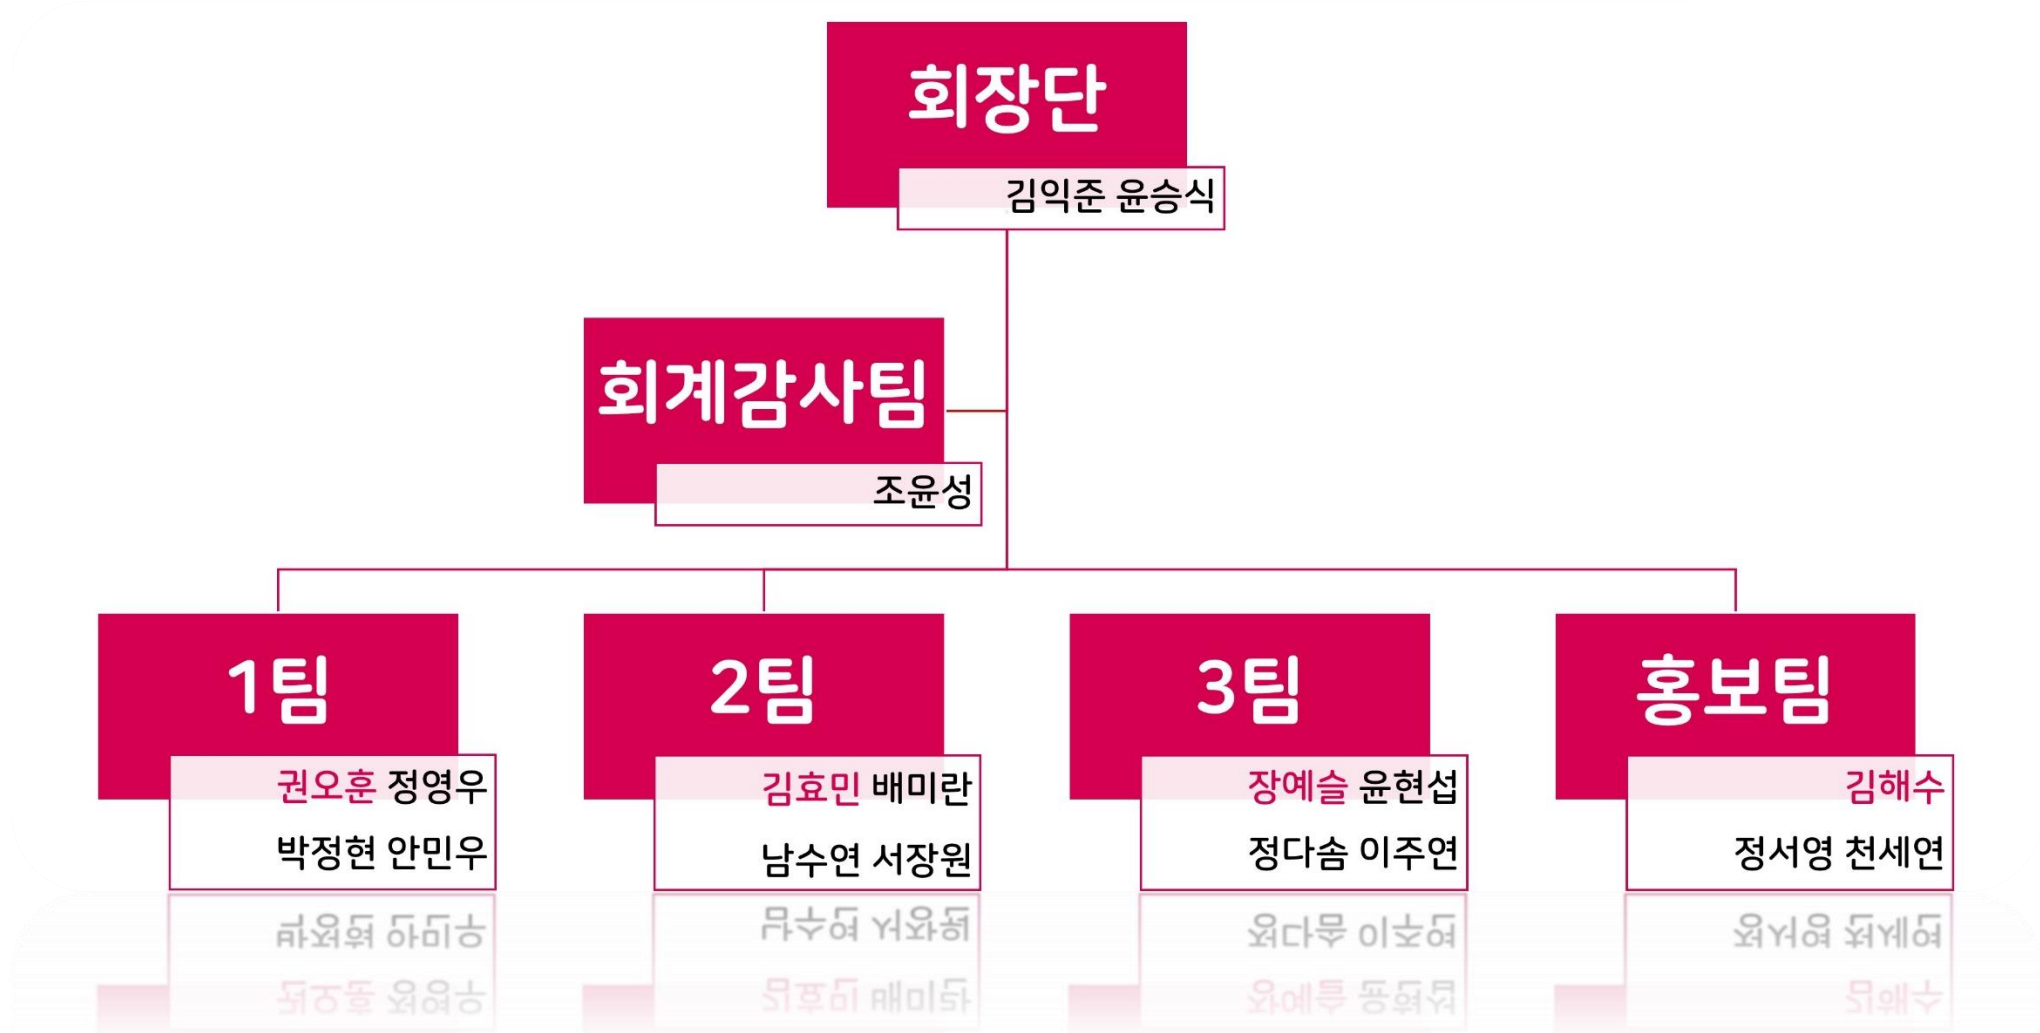 회장단
김익준 윤승식
회계감사팀
조윤성
1팀
권오훈 정영우
박정현 안민우
2팀
김효민 배미란
남수연 서장원
3팀
장예슬 윤현섭
정다솜 이주연
홍보팀
김해수
정서영 천세연